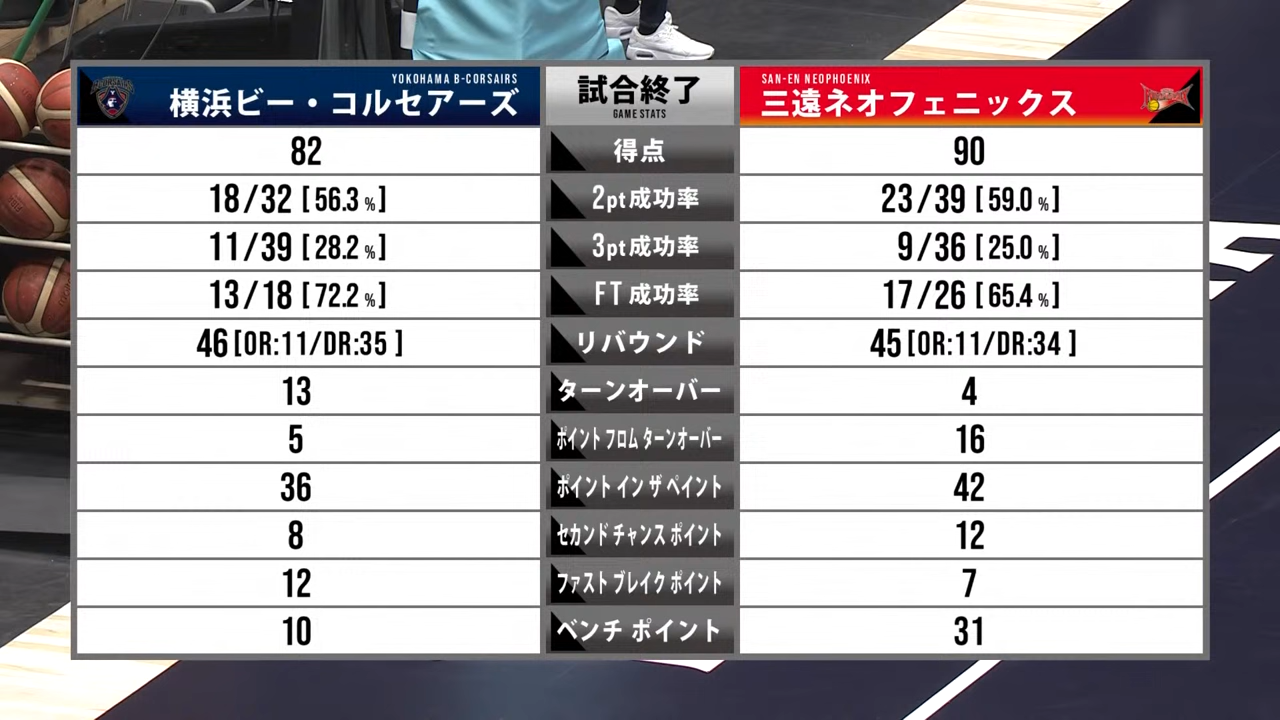 YOKOHAMA B-CORSAIRS
横浜ビー・コルセアーズ
試合終了
GAME STATS
SAN-EN NEOPHOENIX
三遠ネオフェニックス
82 得点 90
18/32 [56.3 %] 2pt成功率 23/39 [59.0 %]
11/39 [28.2 %] 3pt成功率 9/36 [25.0 %]
13/18 [72.2 %] FT成功率 17/26 [65.4 %]
46[OR:11/DR:35 ] リバウンド 45[OR:11/DR:34 ]
13 ターンオーバー 4
5 ポイント フロム ターンオーバー 16
36 ポイント イン ザ ペイント 42
8 セカンド チャンス ポイント 12
12 ファスト ブレイク ポイント 7
10 ベンチ ポイント 31